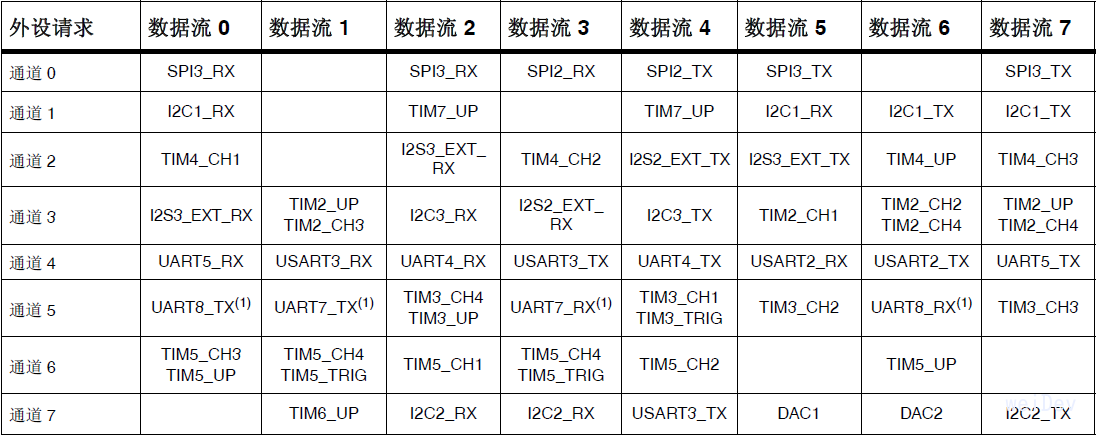 外设请求 数据流 0 数据流 1 数据流 2 数据流 3 数据流 4 数据流 5 数据流 6 数据流 7
通道 0 SPI3_RX SPI3_RX SPI2_RX SPI2_TX SPI3_TX SPI3_TX
通道 1 I2C1_RX TIM7_UP TIM7_UP I2C1_RX I2C1_TX I2C1_TX
通道 2 TIM4_CH1 I2S3_EXT_
RX TIM4_CH2 I2S2_EXT_TX I2S3_EXT_TX TIM4_UP TIM4_CH3
通道 3 I2S3_EXT_RX TIM2_UP
TIM2_CH3 I2C3_RX I2S2_EXT_
RX I2C3_TX TIM2_CH1 TIM2_CH2
TIM2_CH4 TIM2_UP
TIM2_CH4
通道 4 UART5_RX USART3_RX UART4_RX USART3_TX UART4_TX USART2_RX USART2_TX UART5_TX
通道 5 UART8_TX(1) UART7_TX(1) TIM3_CH4
TIM3_UP UART7_RX(1) TIM3_CH1
TIM3_TRIG TIM3_CH2 UART8_RX(1) TIM3_CH3
通道 6 TIM5_CH3
TIM5_UP TIM5_CH4
TIM5_TRIG TIM5_CH1 TIM5_CH4
TIM5_TRIG TIM5_CH2 TIM5_UP
通道 7 TIM6_UP I2C2_RX I2C2_RX USART3_TX DAC1 DAC2 I2C2_TX